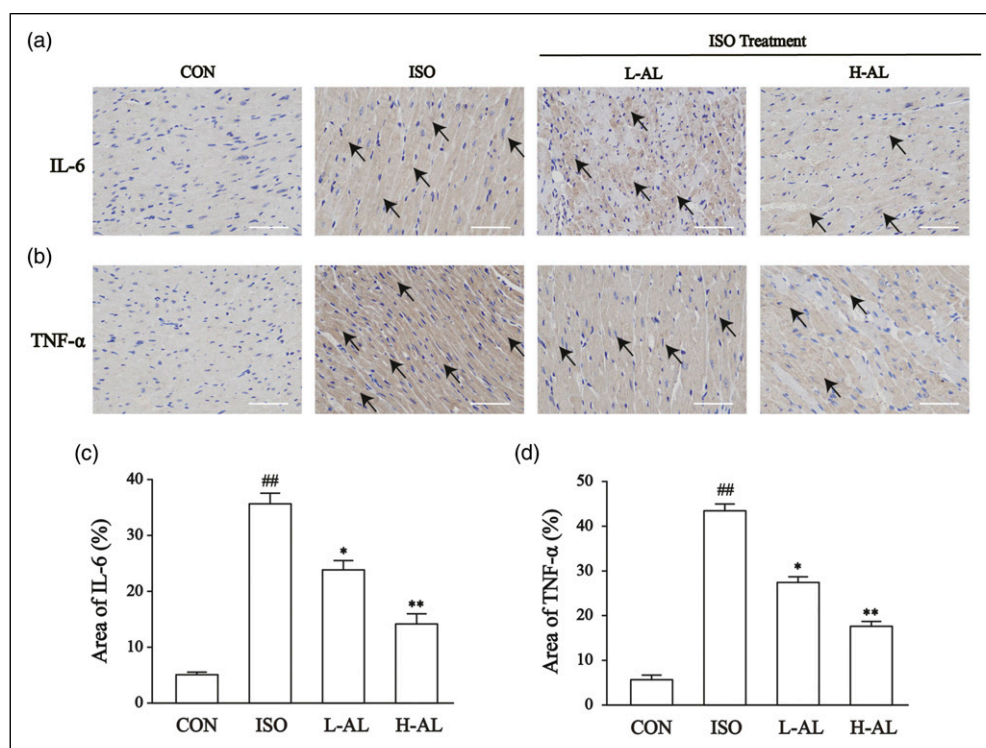 (a)
ISO Treatment
CON ISO L-AL H-AL
IL-6
(b)
TNF-α
(c)
Area of IL-6 (%)
40
30
20
10
0
##
*
**
CON ISO L-AL H-AL
(d)
Area of TNF-α (%)
50
40
30
20
10
0
##
*
**
CON ISO L-AL H-AL